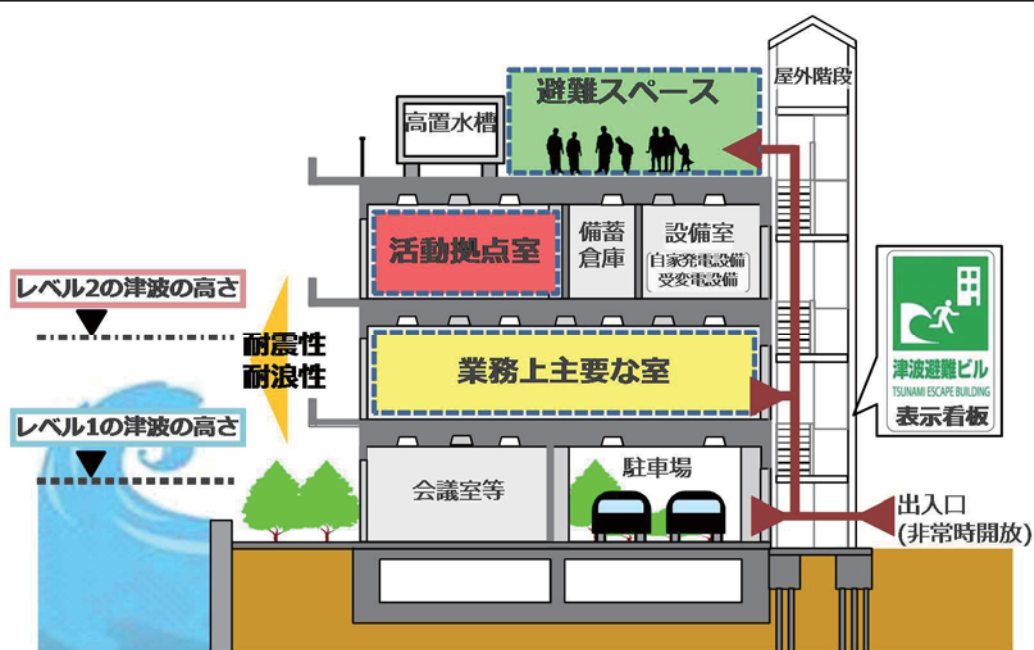 屋外階段
避難スペース
高置水槽
活動拠点室
備蓄
倉庫
設備室
(自家発電設備
受変電設備)
レベル2の津波の高さ
耐震性
耐浪性
業務上主要な室
津波避難ビル
TSUNAMI ESCAPE BUILDING
表示看板
レベル1の津波の高さ
会議室等
駐車場
出入口
(非常時開放)